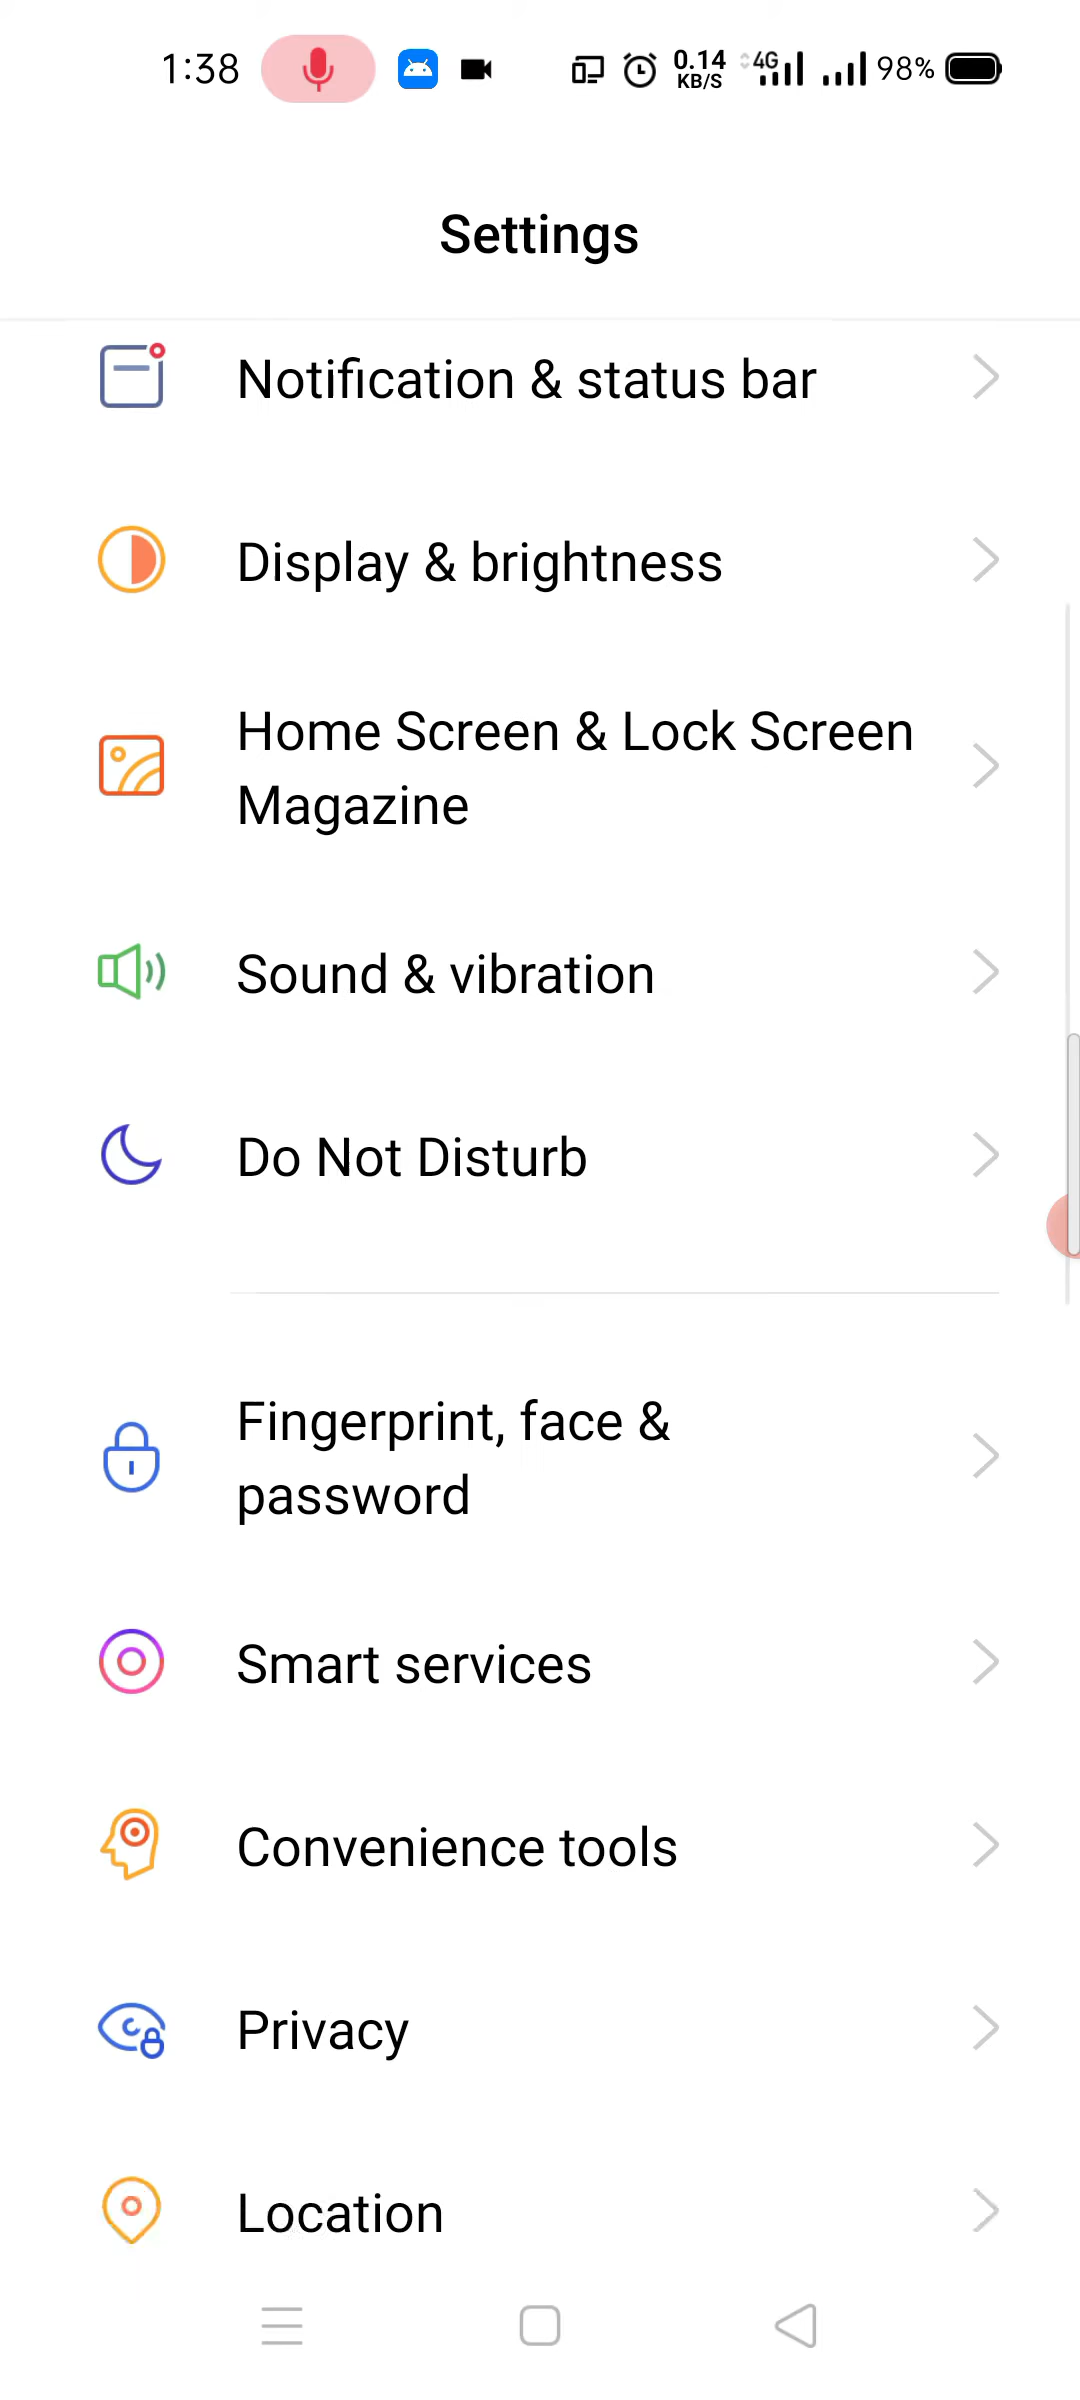 1:38 0.14 KB/S 4G 98%
Settings
Notification & status bar
Display & brightness
Home Screen & Lock Screen
Magazine
Sound & vibration
Do Not Disturb
Fingerprint, face &
password
Smart services
Convenience tools
Privacy
Location